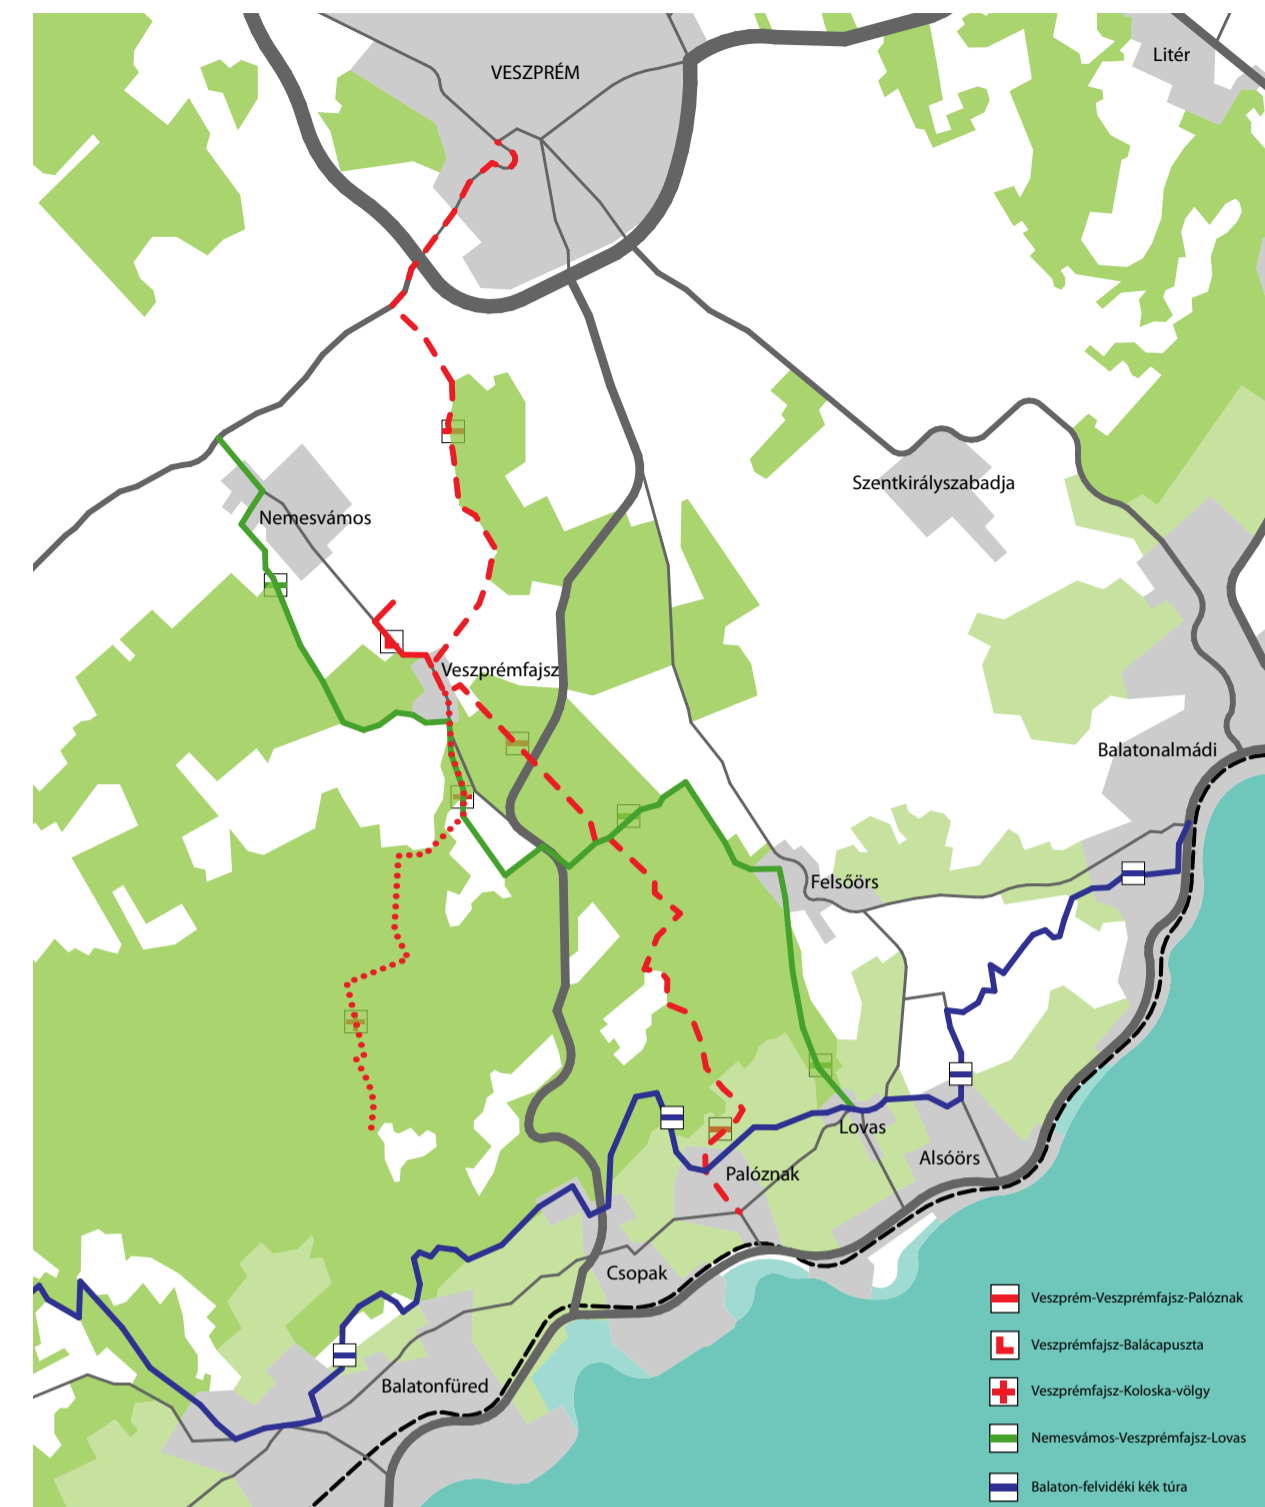 VESZPRÉM
Litér
Szentkirályszabadja
Nemesvámos
Veszprémfajsz
Balatonalmádi
Felsőörs
Lovas
Alsóörs
Palóznak
Csopak
Balatonfüred
Veszprém-Veszprémfajsz-Palóznak
Veszprémfajsz-Balácapuszta
Veszprémfajsz-Koloska-völgy
Nemesvámos-Veszprémfajsz-Lovas
Balaton-felvidéki kék túra